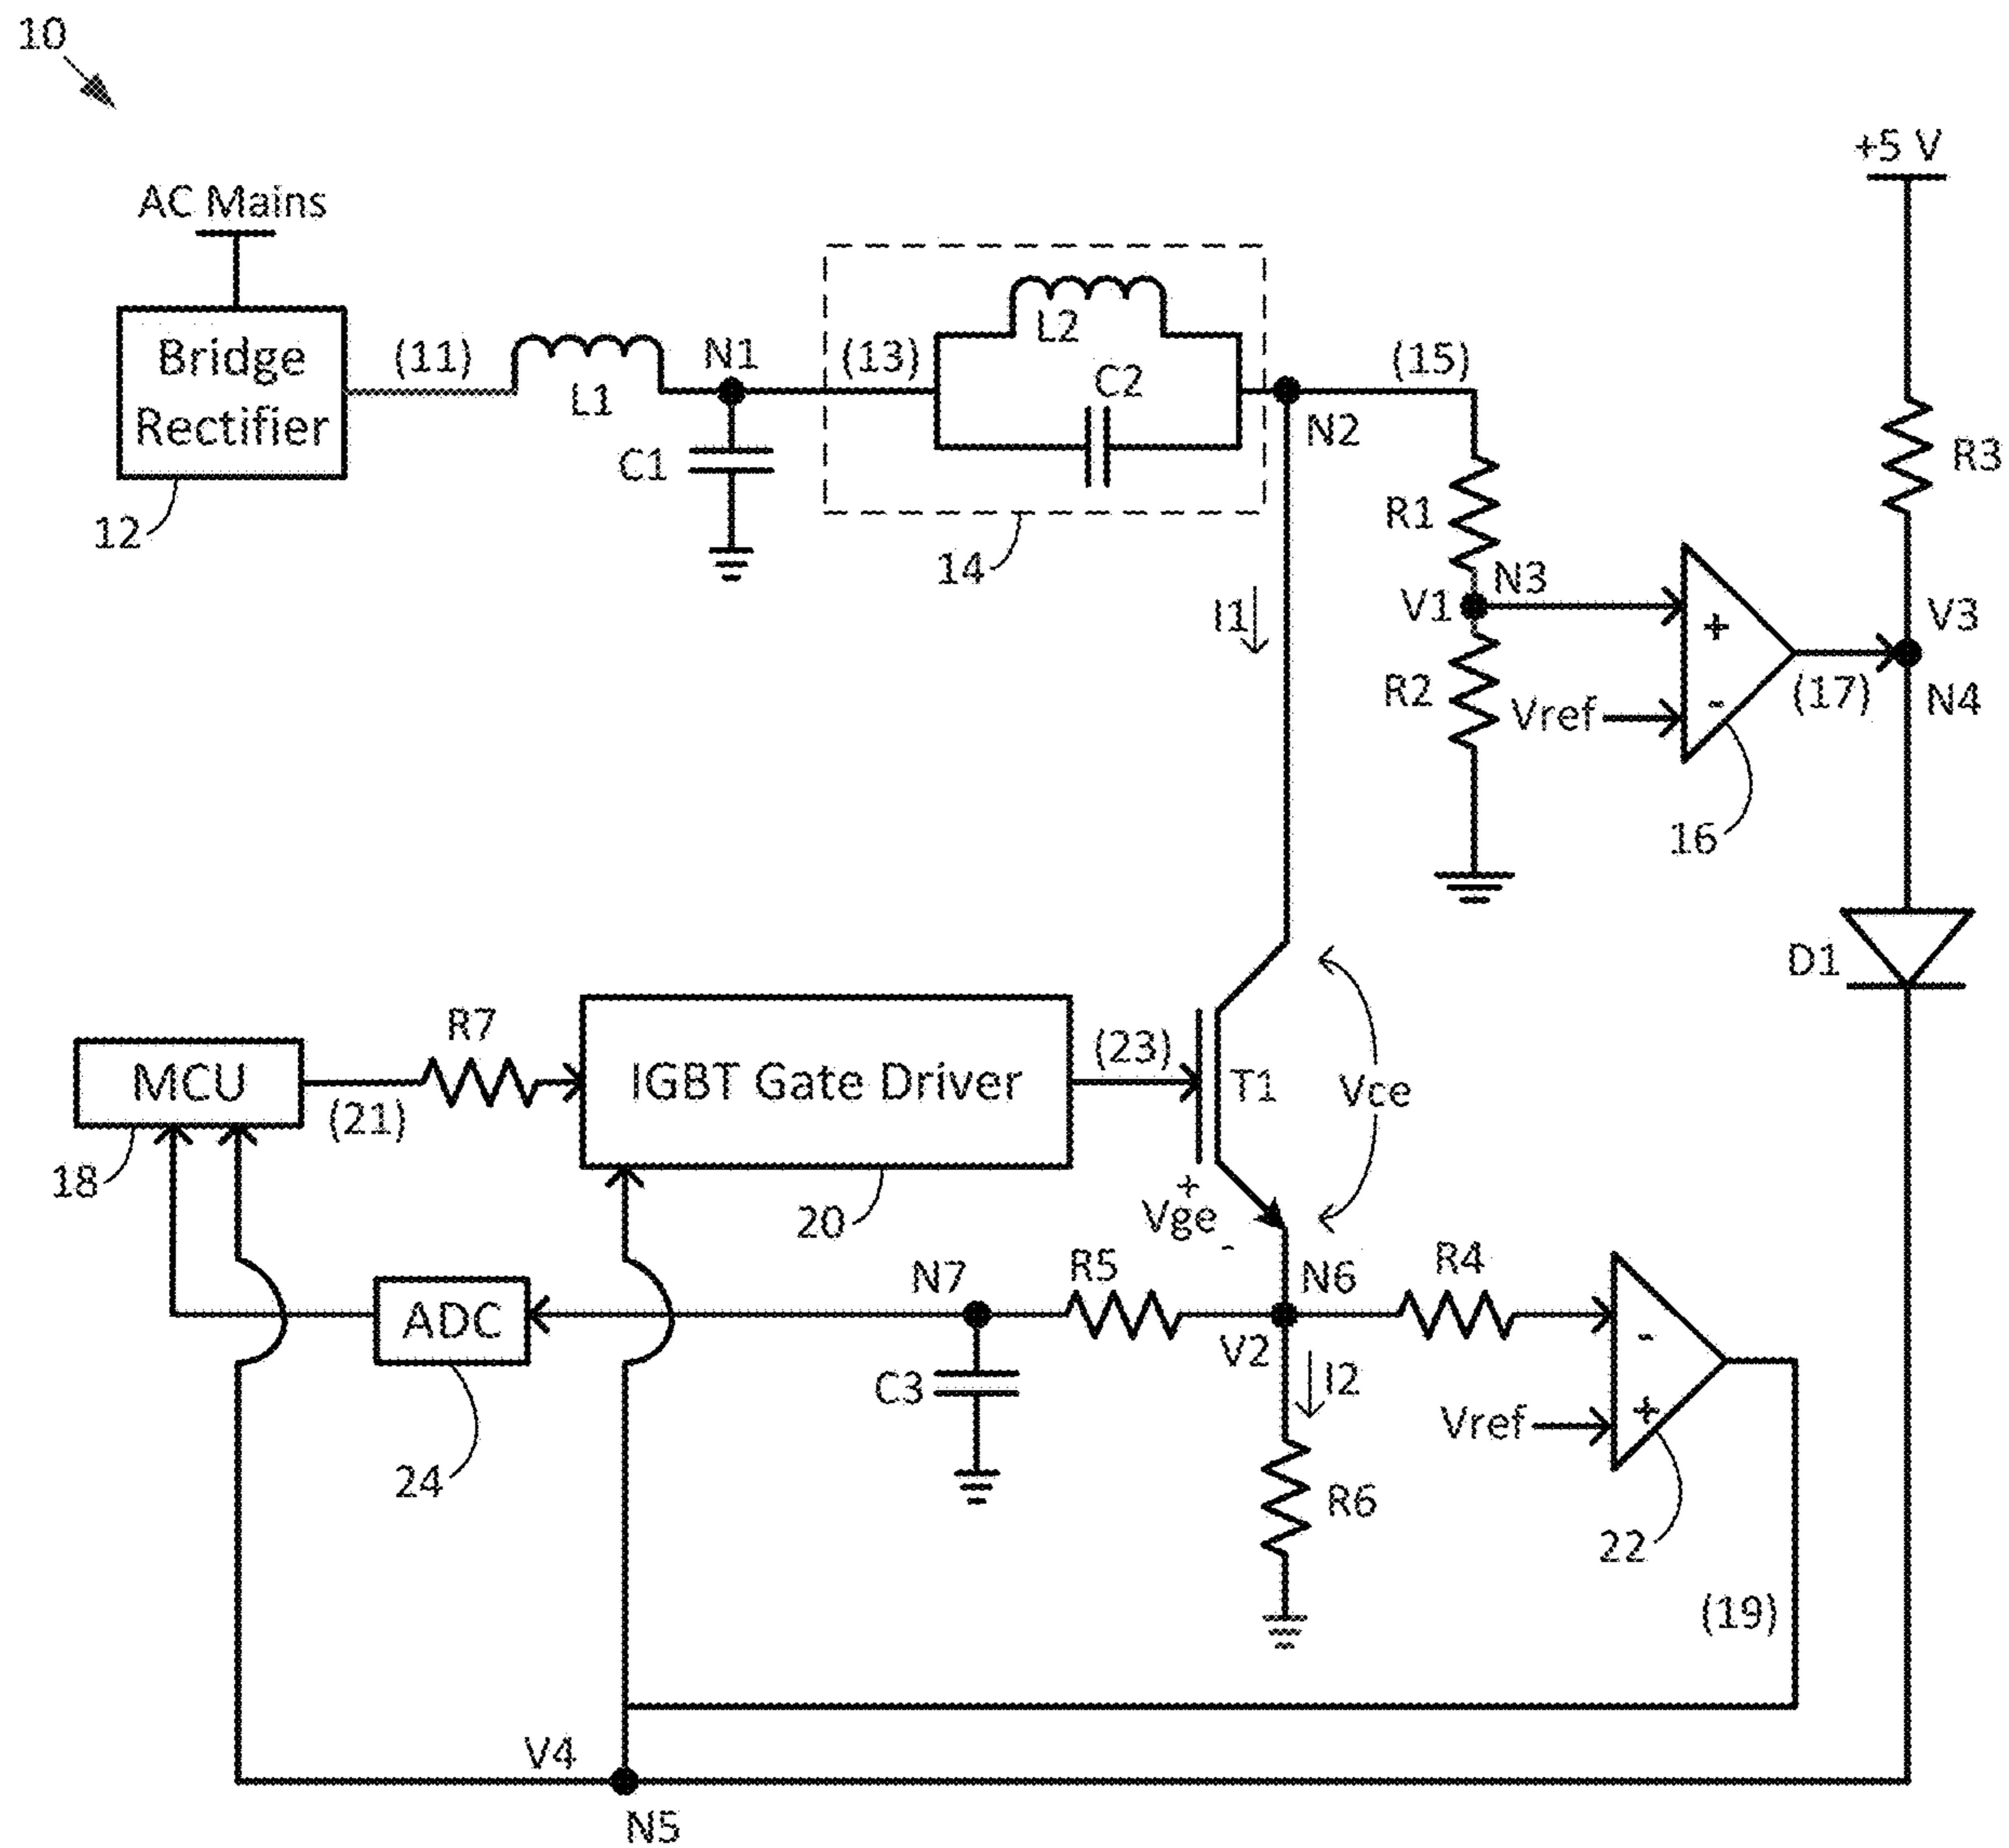 10
AC Mains
+5 V
Bridge
Rectifier
12
(11)
L1
N1
C1
(13)
L2
C2
14
N2
(15)
R1
N3
V1
R2
Vref
+
-
16
(17)
R3
V3
N4
I1
D1
MCU
18
(21)
R7
IGBT Gate Driver
20
(23)
T1
Vce
+
Vge
-
ADC
24
N7
C3
R5
N6
V2
I2
R6
R4
-
+
Vref
22
(19)
V4
N5